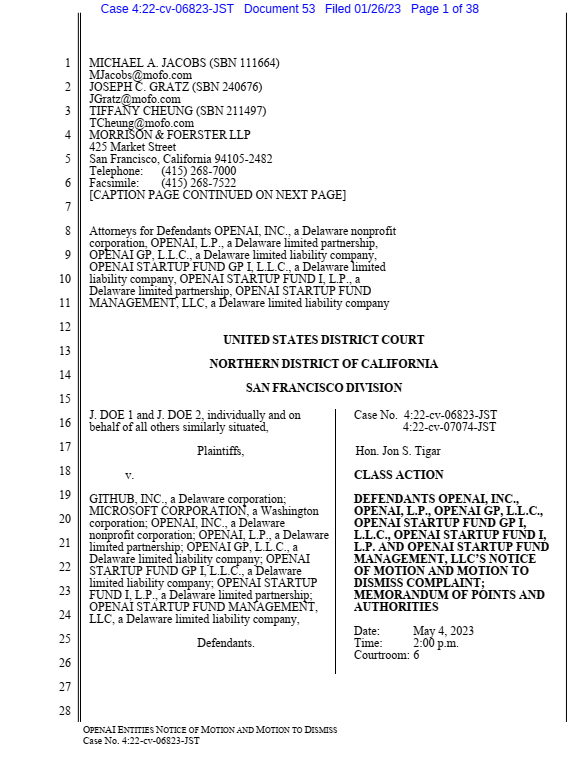 Case 4:22-cv-06823-JST Document 53 Filed 01/26/23 Page 1 of 38
1 MICHAEL A. JACOBS (SBN 111664)
MJacobs@mofo.com
2 JOSEPH C. GRATZ (SBN 240676)
JGratz@mofo.com
3 TIFFANY CHEUNG (SBN 211497)
TCheung@mofo.com
4 MORRISON & FOERSTER LLP
425 Market Street
5 San Francisco, California 94105-2482
Telephone: (415) 268-7000
6 Facsimile: (415) 268-7522
[CAPTION PAGE CONTINUED ON NEXT PAGE]
7
8 Attorneys for Defendants OPENAI, INC., a Delaware nonprofit
corporation, OPENAI, L.P., a Delaware limited partnership,
9 OPENAI GP, L.L.C., a Delaware limited liability company,
OPENAI STARTUP FUND GP I, L.L.C., a Delaware limited
10 liability company, OPENAI STARTUP FUND I, L.P., a
Delaware limited partnership, OPENAI STARTUP FUND
11 MANAGEMENT, LLC, a Delaware limited liability company
12
UNITED STATES DISTRICT COURT
13
NORTHERN DISTRICT OF CALIFORNIA
14
SAN FRANCISCO DIVISION
15
16 J. DOE 1 and J. DOE 2, individually and on
behalf of all others similarly situated,
17 Plaintiffs,
18 v.
19 GITHUB, INC., a Delaware corporation;
MICROSOFT CORPORATION, a Washington
20 corporation; OPENAI, INC., a Delaware
nonprofit corporation; OPENAI, L.P., a Delaware
21 limited partnership; OPENAI GP, L.L.C., a
Delaware limited liability company; OPENAI
22 STARTUP FUND GP I, L.L.C., a Delaware
limited liability company; OPENAI STARTUP
23 FUND I, L.P., a Delaware limited partnership;
OPENAI STARTUP FUND MANAGEMENT,
24 LLC, a Delaware limited liability company,
25 Defendants.
26
Case No. 4:22-cv-06823-JST
4:22-cv-07074-JST
Hon. Jon S. Tigar
CLASS ACTION
DEFENDANTS OPENAI, INC.,
OPENAI, L.P., OPENAI GP, L.L.C.,
OPENAI STARTUP FUND GP I,
L.L.C., OPENAI STARTUP FUND I,
L.P. AND OPENAI STARTUP FUND
MANAGEMENT, LLC'S NOTICE
OF MOTION AND MOTION TO
DISMISS COMPLAINT;
MEMORANDUM OF POINTS AND
AUTHORITIES
Date: May 4, 2023
Time: 2:00 p.m.
Courtroom: 6
27
28
OPENAI ENTITIES NOTICE OF MOTION AND MOTION TO DISMISS
Case No. 4:22-cv-06823-JST